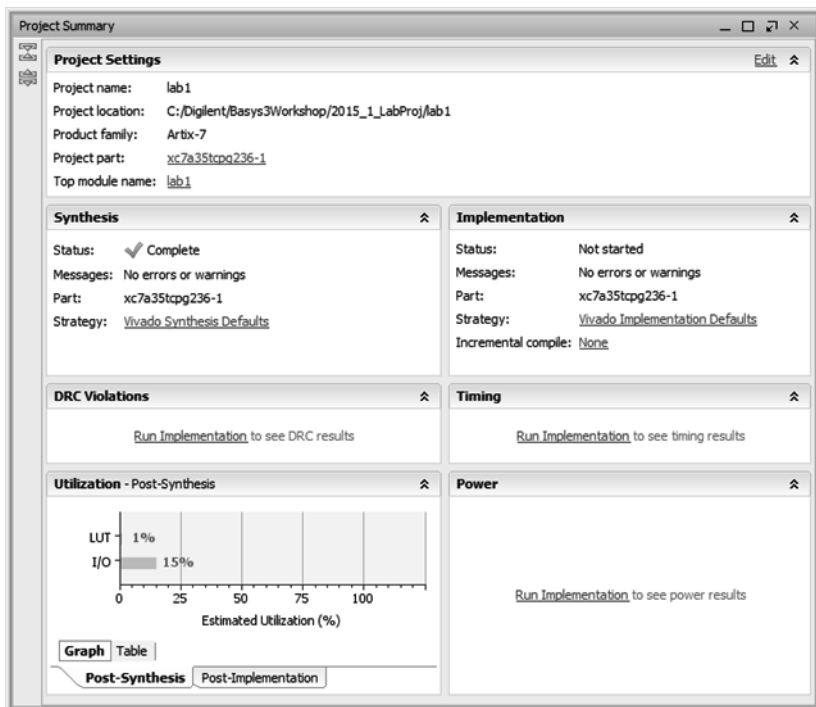 Project Summary
Project Settings
Edit
Project name: lab1
Project location: C:/Digilent/Basys3Workshop/2015_1_LabProj/lab1
Product family: Artix-7
Project part: xc7a35tcpg236-1
Top module name: lab1
Synthesis
Status: Complete
Messages: No errors or warnings
Part: xc7a35tcpg236-1
Strategy: Vivado Synthesis Defaults
Implementation
Status: Not started
Messages: No errors or warnings
Part: xc7a35tcpg236-1
Strategy: Vivado Implementation Defaults
Incremental compile: None
DRC Violations
Run Implementation to see DRC results
Timing
Run Implementation to see timing results
Utilization - Post-Synthesis
LUT 1%
I/O 15%
0 25 50 75 100
Estimated Utilization (%)
Graph Table
Post-Synthesis Post-Implementation
Power
Run Implementation to see power results